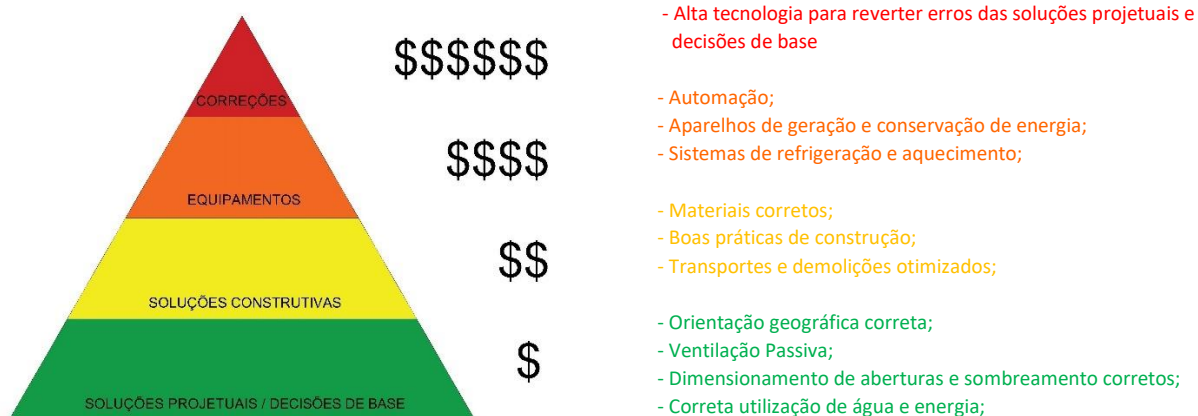 - Alta tecnologia para reverter erros das soluções projetuais e
decisões de base
$$$$$$
CORREÇÕES
- Automação;
- Aparelhos de geração e conservação de energia;
- Sistemas de refrigeração e aquecimento;
$$$$
EQUIPAMENTOS
- Materiais corretos;
- Boas práticas de construção;
- Transportes e demolições otimizados;
$$
SOLUÇÕES CONSTRUTIVAS
- Orientação geográfica correta;
- Ventilação Passiva;
- Dimensionamento de aberturas e sombreamento corretos;
- Correta utilização de água e energia;
$
SOLUÇÕES PROJETUAIS / DECISÕES DE BASE